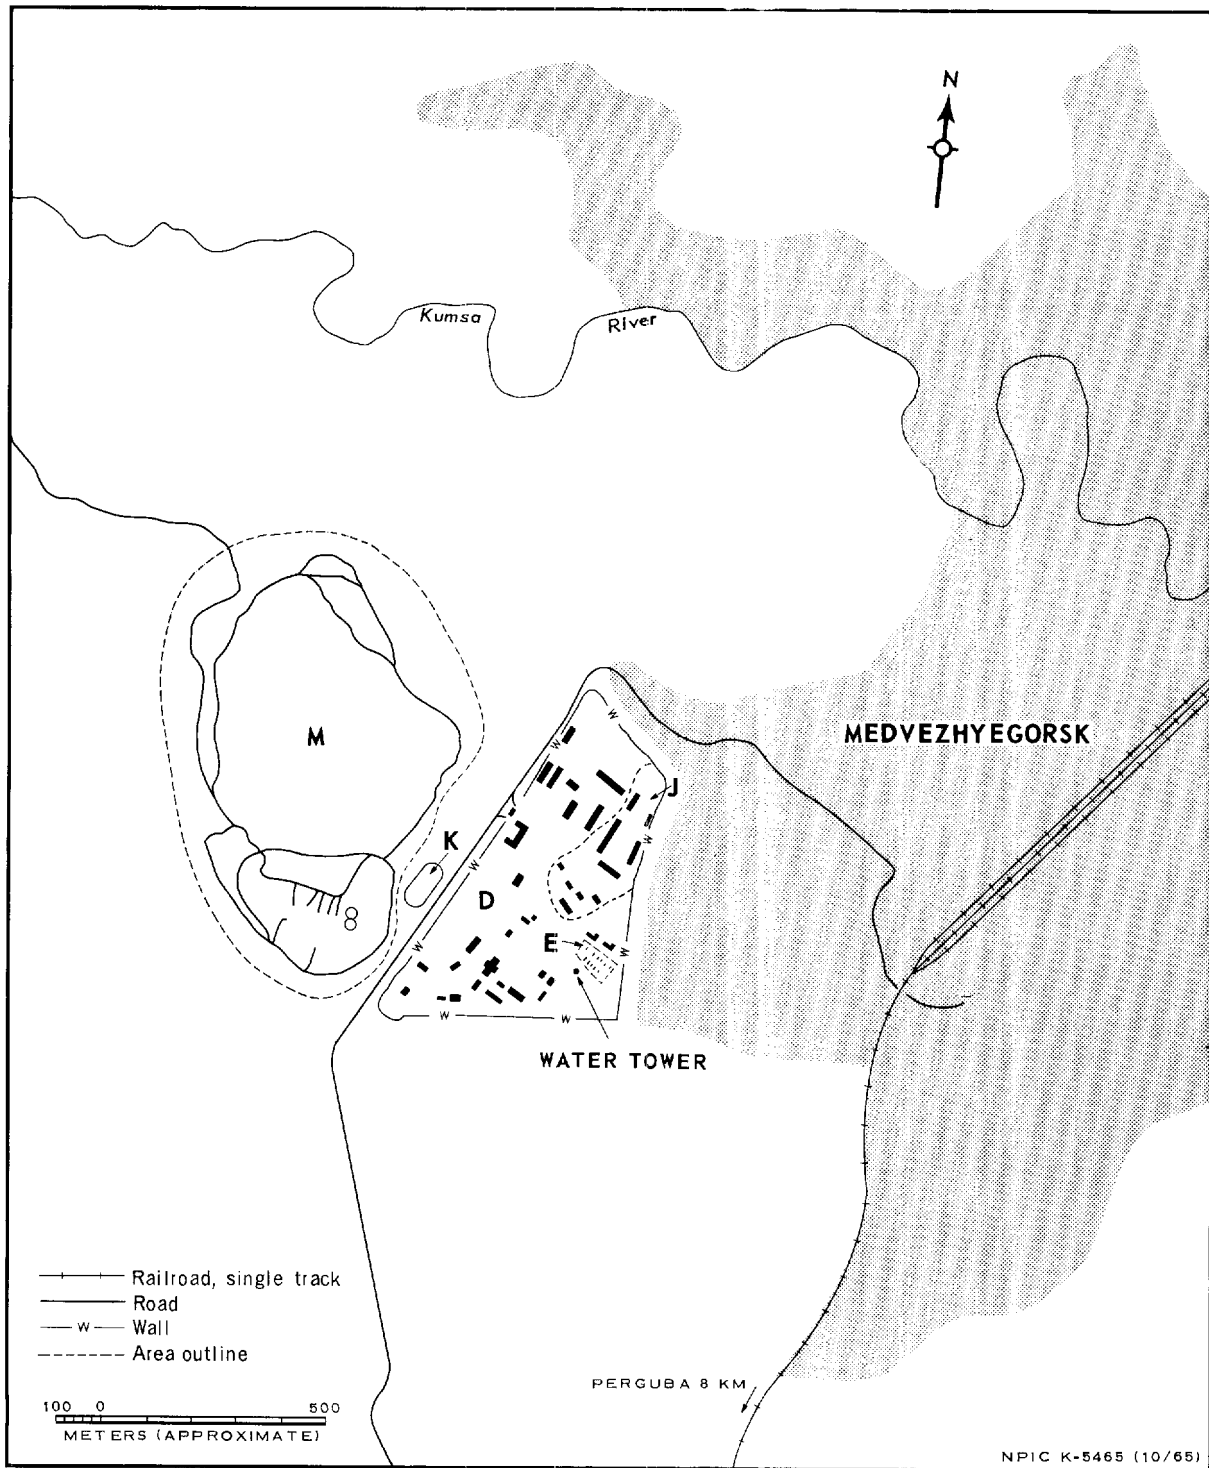 N
Kumsa River
MEDVEZHYEGORSK
M
J
K
D
E
W
W
W
W
W
W
W
W
WATER TOWER
Railroad, single track
Road
W Wall
Area outline
100 0 500
METERS (APPROXIMATE)
PERGUBA 8 KM
NPIC K-5465 (10/65)